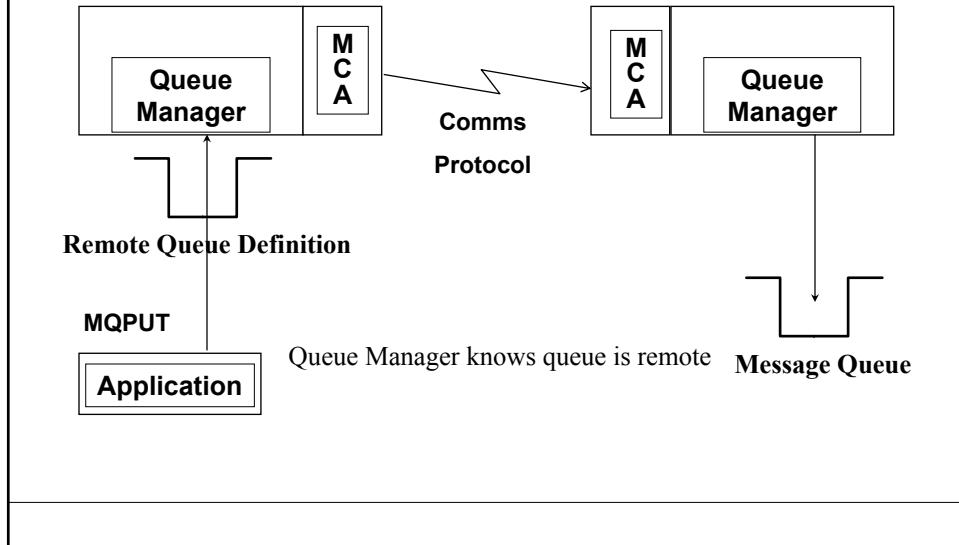 Queue
Manager
M
C
A
Comms
Protocol
M
C
A
Queue
Manager
Remote Queue Definition
MQPUT
Application
Queue Manager knows queue is remote
Message Queue